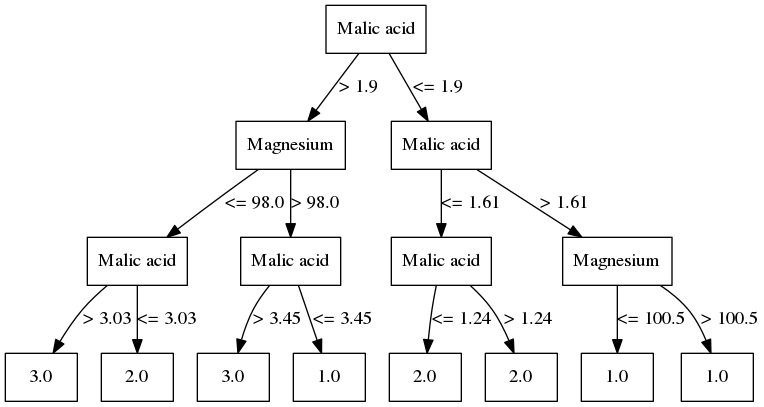 Malic acid
> 1.9 <= 1.9
Magnesium Malic acid
<= 98.0 > 98.0 <= 1.61 > 1.61
Malic acid Malic acid Malic acid Magnesium
> 3.03 <= 3.03 > 3.45 <= 3.45 <= 1.24 > 1.24 <= 100.5 > 100.5
3.0 2.0 3.0 1.0 2.0 2.0 1.0 1.0